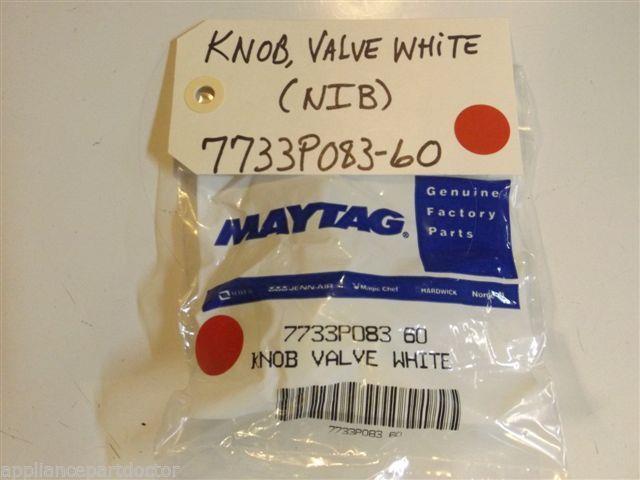 KNOB, VALVE WHITE
(NIB)
7733P083-60
Genuine
Factory
Parts
MAYTAG®
JENN-AIR Magic Chef HARDWICK
7733P083 60
KNOB VALVE WHITE
7733P083 60
appliancepartdoctor